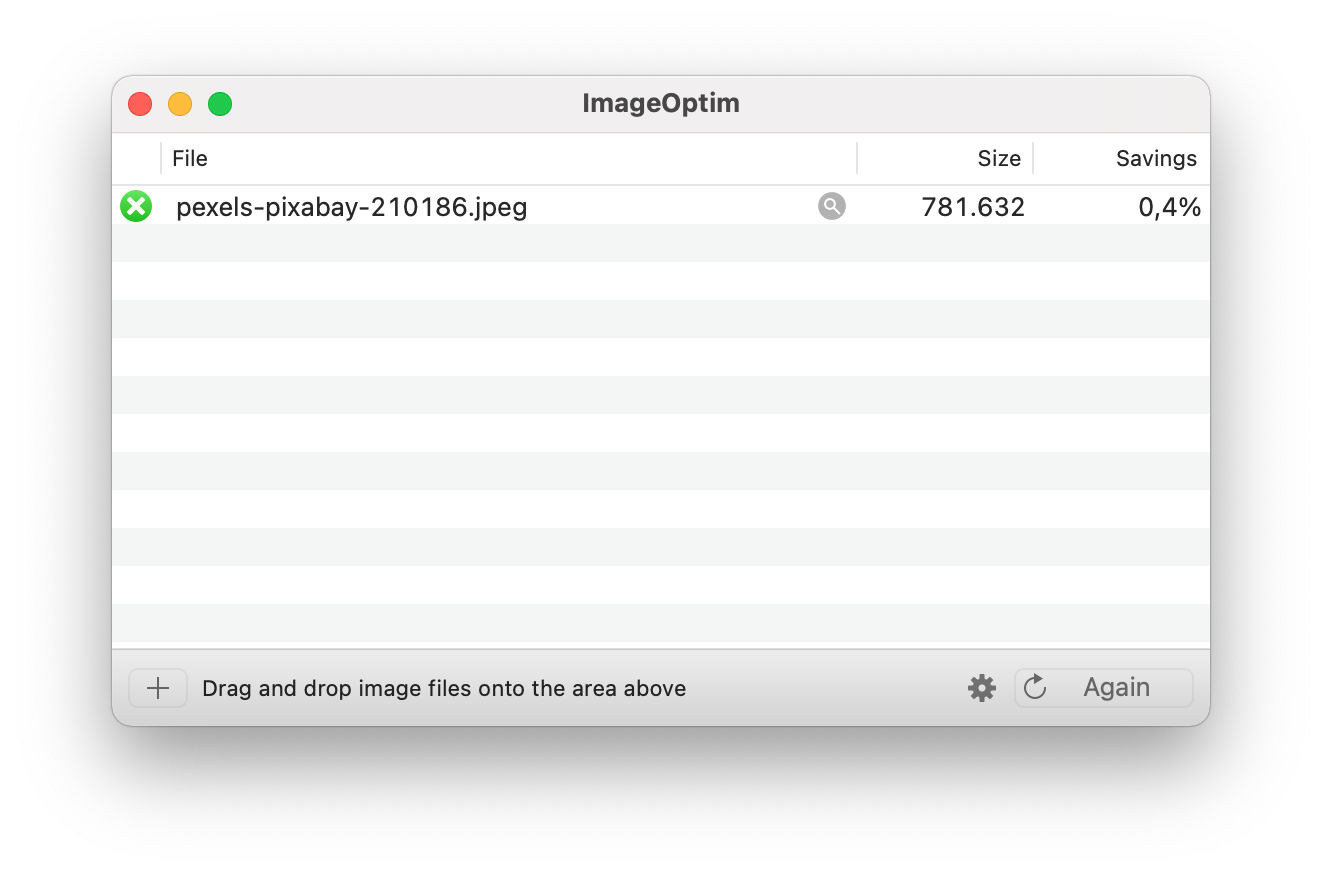 ImageOptim
File Size Savings
pexels-pixabay-210186.jpeg 781.632 0,4%
Drag and drop image files onto the area above Again